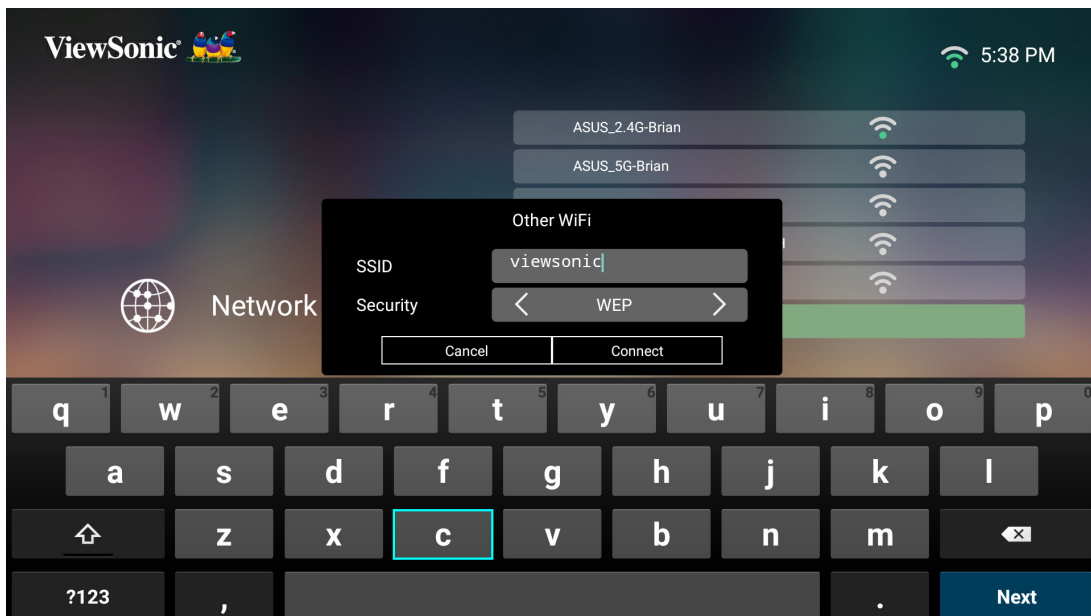 ViewSonic®
5:38 PM
ASUS_2.4G-Brian
ASUS_5G-Brian
Other WiFi
SSID viewsonic
Security WEP
Network
Cancel Connect
q 1 w 2 e 3 r 4 t 5 y 6 u 7 i 8 o 9 p 0
a s d f g h j k l
z x c v b n m
?123 , . Next